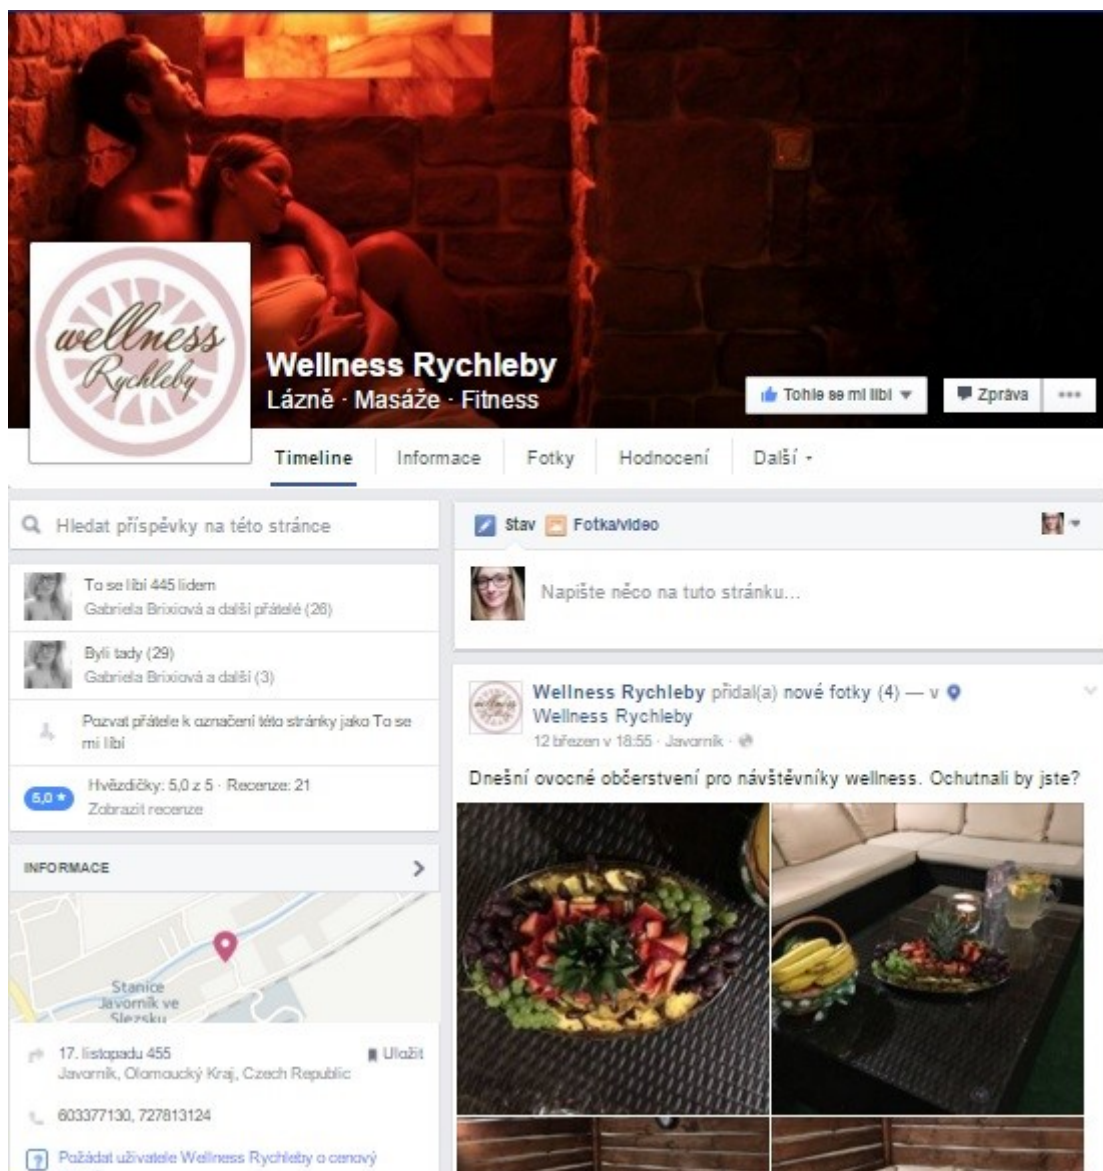 wellness
Rychleby
Wellness Rychleby
Lázně · Masáže · Fitness
Tohle se mi líbí
Zpráva
Timeline
Informace
Fotky
Hodnocení
Další
Hledat příspěvky na této stránce
To se líbí 445 lidem
Gabriela Brixiová a další přátelé (26)
Byli tady (29)
Gabriela Brixiová a další (3)
Pozvat přátele k označení této stránky jako To se
mi líbí
5,0 ★
Hvězdičky: 5,0 z 5 · Recenze: 21
Zobrazit recenze
INFORMACE
Stanice
Javorník ve
Slezsku
17. listopadu 455
Uložit
Javorník, Olomoucký Kraj, Czech Republic
603377130, 727813124
Požádat uživatele Wellness Rychleby o cenový
Stav
Fotka/video
Napište něco na tuto stránku...
Wellness Rychleby přidal(a) nové fotky (4) — v
Wellness Rychleby
12 březen v 18:55 · Javorník ·
Dnešní ovocné občerstvení pro návštěvníky wellness. Ochutnali by jste?